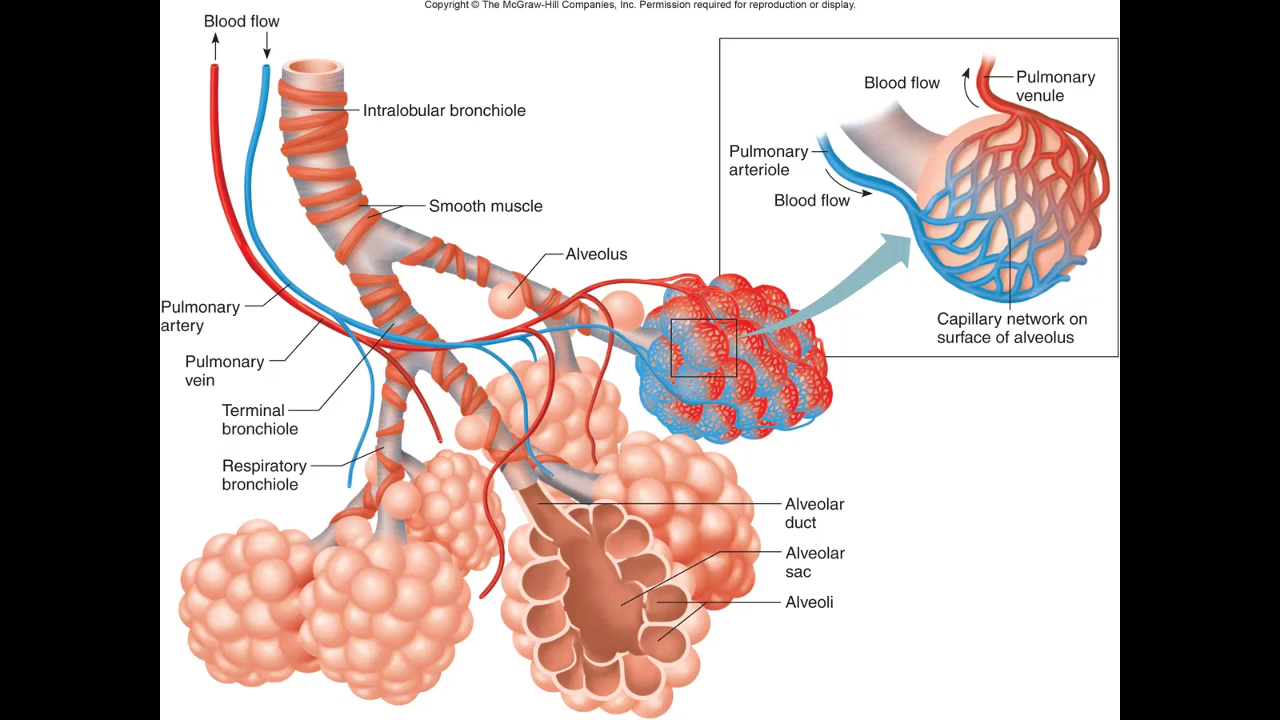 Copyright © The McGraw-Hill Companies, Inc. Permission required for reproduction or display.
Blood flow
Intralobular bronchiole
Smooth muscle
Alveolus
Pulmonary
artery
Pulmonary
vein
Terminal
bronchiole
Respiratory
bronchiole
Blood flow
Pulmonary
venule
Pulmonary
arteriole
Blood flow
Capillary network on
surface of alveolus
Alveolar
duct
Alveolar
sac
Alveoli